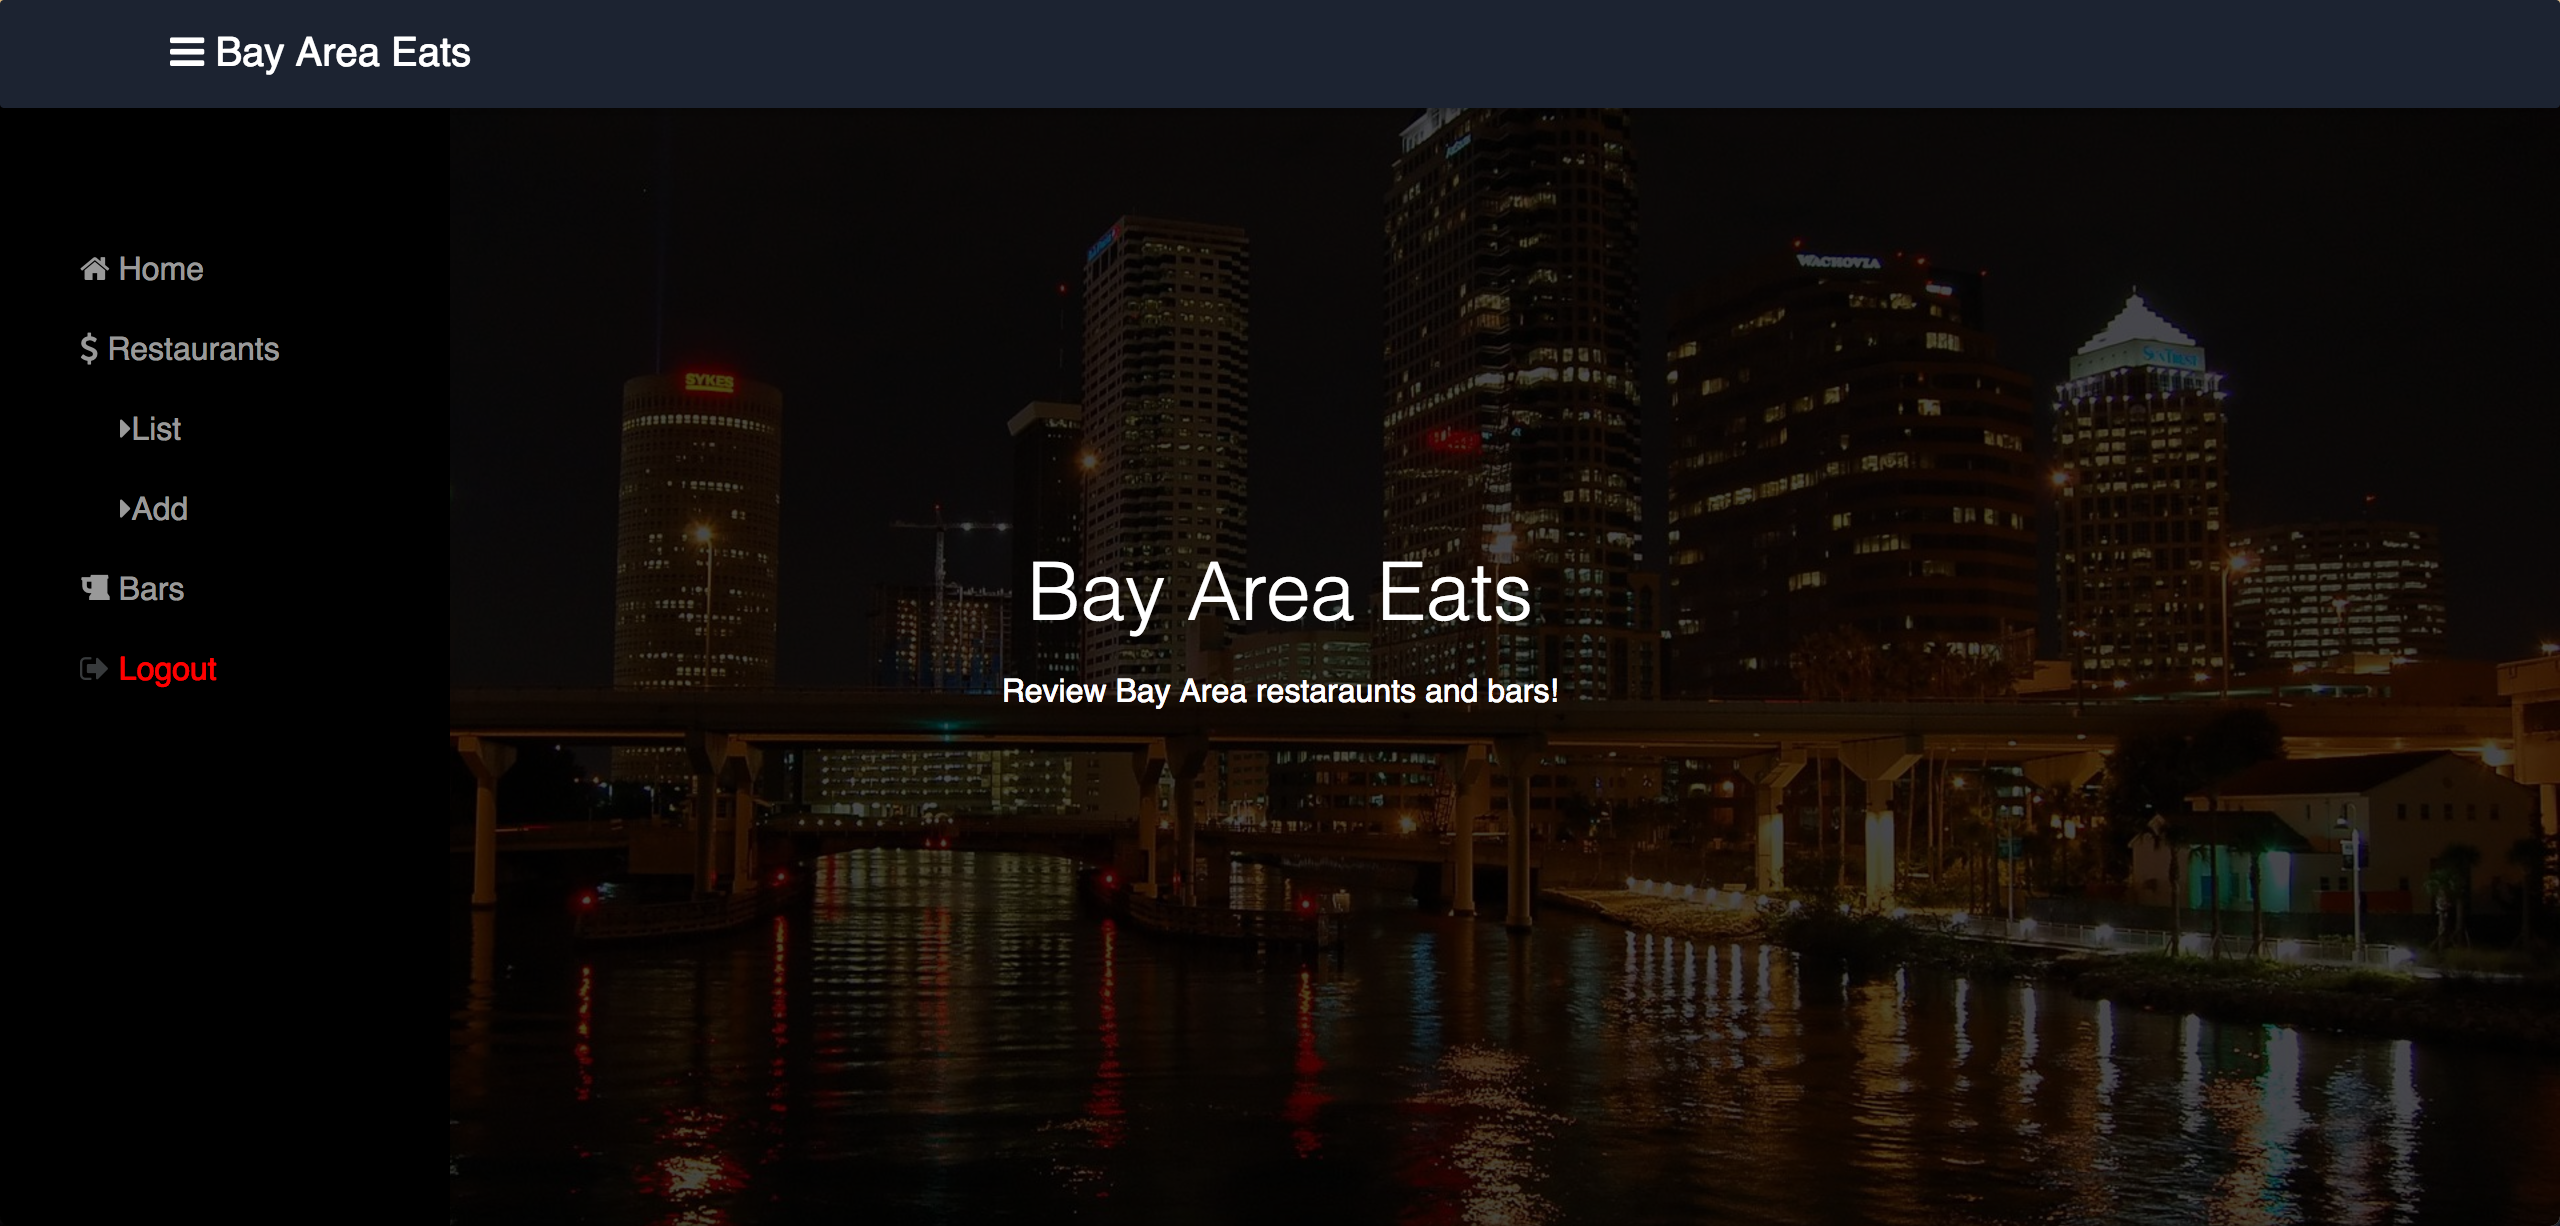 Bay Area Eats
Home
$ Restaurants
List
Add
Bars
Logout
SYKES
WACHOVIA
SUNTRUST
Bay Area Eats
Review Bay Area restaraunts and bars!